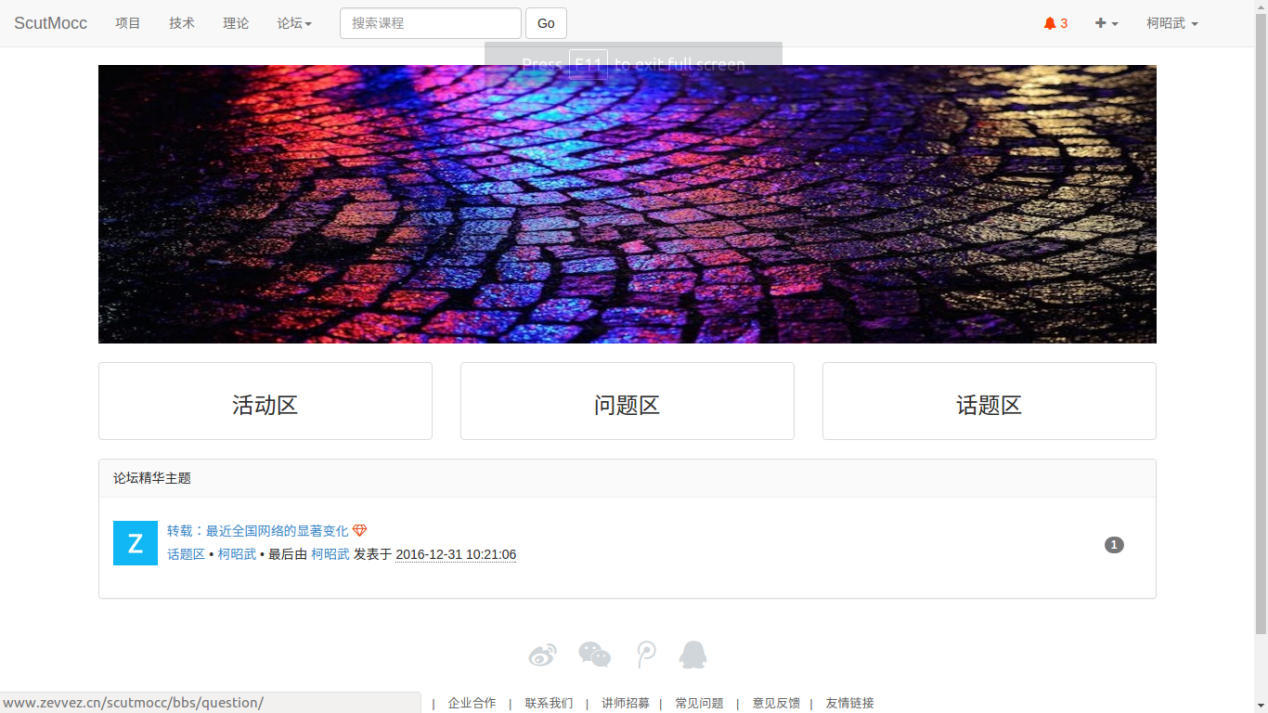 ScutMocc 项目 技术 理论 论坛 搜索课程 Go 3 柯昭武
Press F11 to exit full screen
活动区 问题区 话题区
论坛精华主题
Z
转载：最近全国网络的显著变化
话题区 • 柯昭武 • 最后由 柯昭武 发表于 2016-12-31 10:21:06
1
www.zevvez.cn/scutmocc/bbs/question/ | 企业合作 | 联系我们 | 讲师招募 | 常见问题 | 意见反馈 | 友情链接